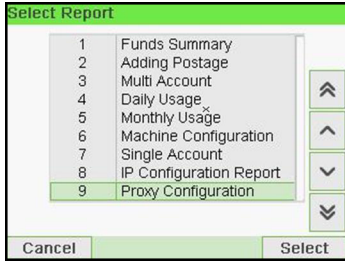 Select Report
1 Funds Summary
2 Adding Postage
3 Multi Account
4 Daily Usage
5 Monthly Usage
6 Machine Configuration
7 Single Account
8 IP Configuration Report
9 Proxy Configuration
Cancel Select